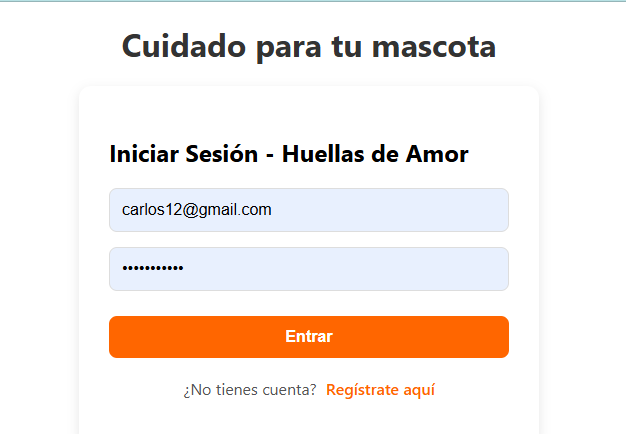 Cuidado para tu mascota
Iniciar Sesión - Huellas de Amor
carlos12@gmail.com
•••••••••••
Entrar
¿No tienes cuenta? Regístrate aquí